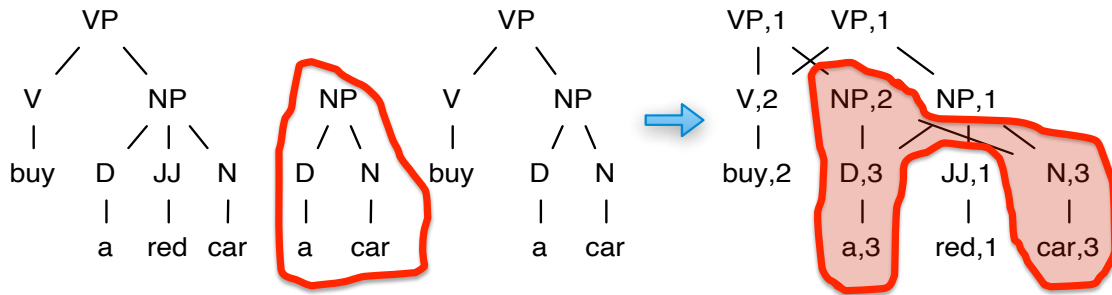 VP VP VP,1 VP,1
V NP NP V NP V,2 NP,2 NP,1
buy D JJ N D N buy D N buy,2 D,3 JJ,1 N,3
a red car a car a car a,3 red,1 car,3